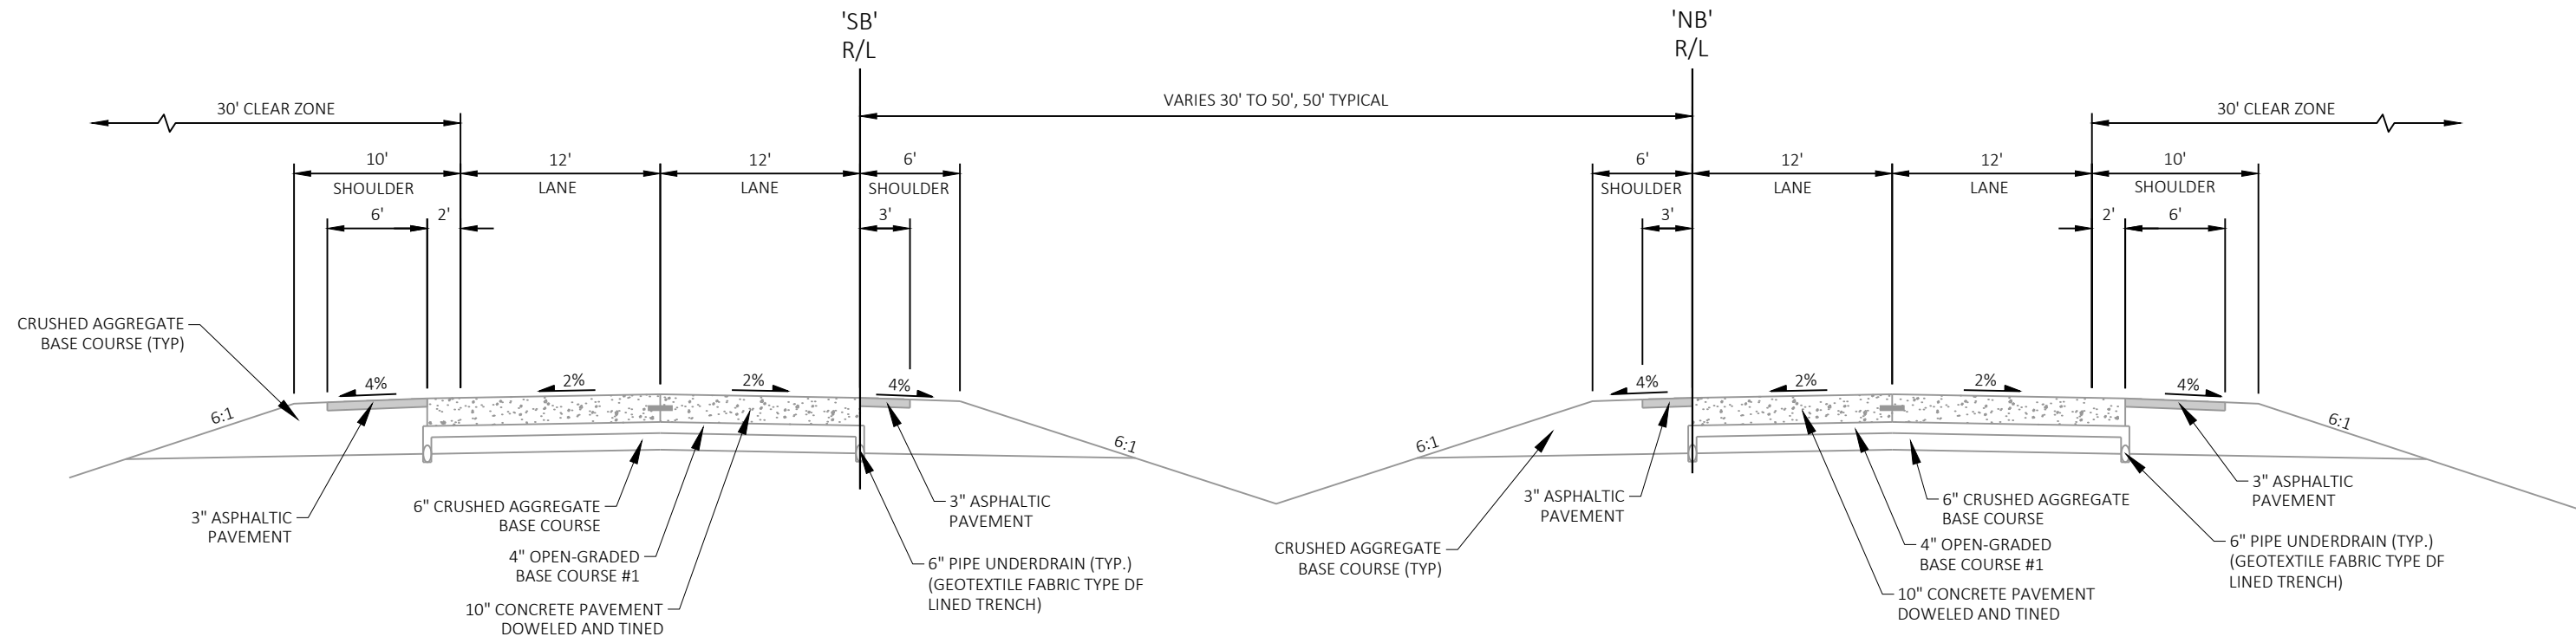 'SB'
R/L
'NB'
R/L
30' CLEAR ZONE
VARIES 30' TO 50', 50' TYPICAL
30' CLEAR ZONE
10'
SHOULDER
12'
LANE
12'
LANE
6'
SHOULDER
6'
SHOULDER
12'
LANE
12'
LANE
10'
SHOULDER
6'
2'
3'
3'
2'
6'
CRUSHED AGGREGATE
BASE COURSE (TYP)
6:1
4%
2%
2%
4%
6:1
6:1
4%
2%
2%
4%
6:1
3" ASPHALTIC
PAVEMENT
6" CRUSHED AGGREGATE
BASE COURSE
4" OPEN-GRADED
BASE COURSE #1
10" CONCRETE PAVEMENT
DOWELED AND TINED
3" ASPHALTIC
PAVEMENT
6" PIPE UNDERDRAIN (TYP.)
(GEOTEXTILE FABRIC TYPE DF
LINED TRENCH)
3" ASPHALTIC
PAVEMENT
CRUSHED AGGREGATE
BASE COURSE (TYP)
6" CRUSHED AGGREGATE
BASE COURSE
4" OPEN-GRADED
BASE COURSE #1
10" CONCRETE PAVEMENT
DOWELED AND TINED
3" ASPHALTIC
PAVEMENT
6" PIPE UNDERDRAIN (TYP.)
(GEOTEXTILE FABRIC TYPE DF
LINED TRENCH)